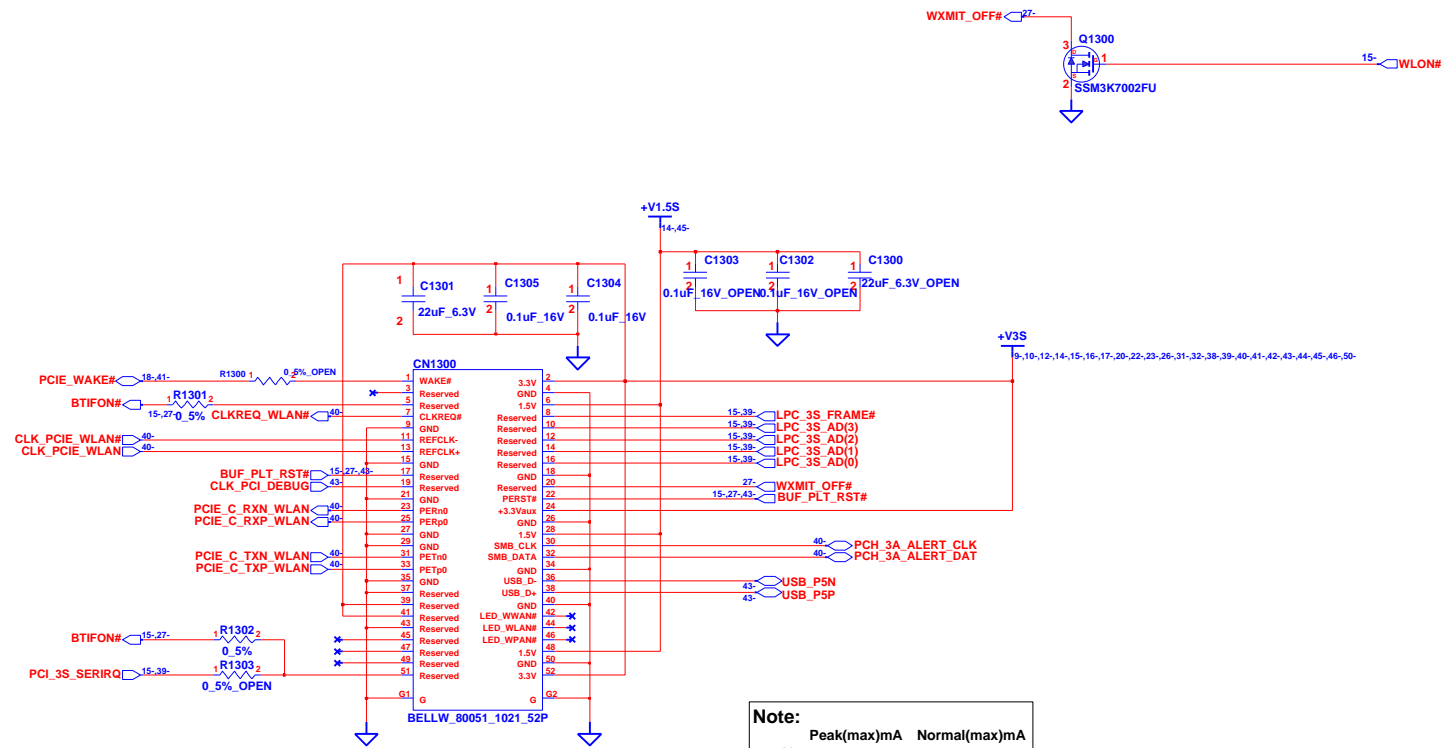 WXMIT_OFF# 27-
3 Q1300
D
G 1 15- WLON#
S
2 SSM3K7002FU
+V1.5S
14-,45-
1 C1301
22uF_6.3V
2
1 C1305
2
0.1uF_16V
1 C1304
2
0.1uF_16V
1 C1303
2
0.1uF_16V_OPEN
1 C1302
2
0.1uF_16V_OPEN
1 C1300
2
22uF_6.3V_OPEN
+V3S
9-,10-,12-,14-,15-,16-,17-,20-,22-,23-,26-,31-,32-,38-,39-,40-,41-,42-,43-,44-,45-,46-,50-
CN1300
PCIE_WAKE# 18-,41- R1300 1 2 0_5%_OPEN 1 WAKE#
3 Reserved
BTIFON# 15-,27- 1 R1301 2 0_5% 5 Reserved
CLKREQ_WLAN# 40- 7 CLKREQ#
9 GND
CLK_PCIE_WLAN# 40- 11 REFCLK-
CLK_PCIE_WLAN 40- 13 REFCLK+
15 GND
BUF_PLT_RST# 15-,27-,43- 17 Reserved
CLK_PCI_DEBUG 43- 19 Reserved
21 GND
PCIE_C_RXN_WLAN 40- 23 PERn0
PCIE_C_RXP_WLAN 40- 25 PERp0
27 GND
29 GND
PCIE_C_TXN_WLAN 40- 31 PETn0
PCIE_C_TXP_WLAN 40- 33 PETp0
35 GND
37 Reserved
39 Reserved
41 Reserved
43 Reserved
BTIFON# 15-,27- 1 R1302 2 0_5%
45 Reserved
47 Reserved
49 Reserved
PCI_3S_SERIRQ 15-,39- 1 R1303 2 0_5%_OPEN 51 Reserved
G1 G
3.3V 2
GND 4
1.5V 6
Reserved 8 15-,39- LPC_3S_FRAME#
Reserved 10 15-,39- LPC_3S_AD(3)
Reserved 12 15-,39- LPC_3S_AD(2)
Reserved 14 15-,39- LPC_3S_AD(1)
Reserved 16 15-,39- LPC_3S_AD(0)
GND 18
Reserved 20 27- WXMIT_OFF#
PERST# 22 15-,27-,43- BUF_PLT_RST#
+3.3Vaux 24
GND 26
1.5V 28
SMB_CLK 30 40- PCH_3A_ALERT_CLK
SMB_DATA 32 40- PCH_3A_ALERT_DAT
GND 34
USB_D- 36 43- USB_P5N
USB_D+ 38 43- USB_P5P
GND 40
LED_WWAN# 42
LED_WLAN# 44
LED_WPAN# 46
1.5V 48
GND 50
3.3V 52
G G2
BELLW_80051_1021_52P
Note:
Peak(max)mA Normal(max)mA